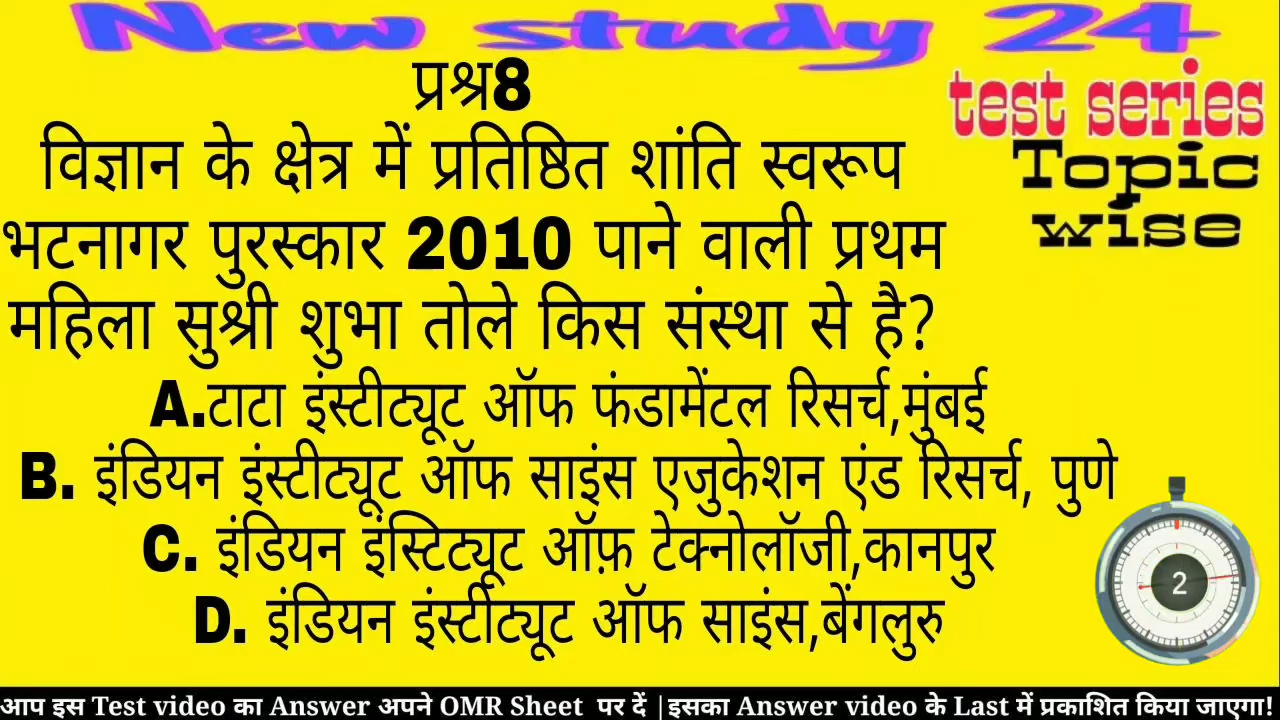 New study 24
प्रश्न8
test series
Topic
wise
विज्ञान के क्षेत्र में प्रतिष्ठित शांति स्वरूप
भटनागर पुरस्कार 2010 पाने वाली प्रथम
महिला सुश्री शुभा तोले किस संस्था से है?
A.टाटा इंस्टीट्यूट ऑफ फंडामेंटल रिसर्च,मुंबई
B. इंडियन इंस्टीट्यूट ऑफ साइंस एजुकेशन एंड रिसर्च, पुणे
C. इंडियन इंस्टिट्यूट ऑफ़ टेक्नोलॉजी,कानपुर
D. इंडियन इंस्टीट्यूट ऑफ साइंस,बेंगलुरु
2
आप इस Test video का Answer अपने OMR Sheet पर दें |इसका Answer video के Last में प्रकाशित किया जाएगा!